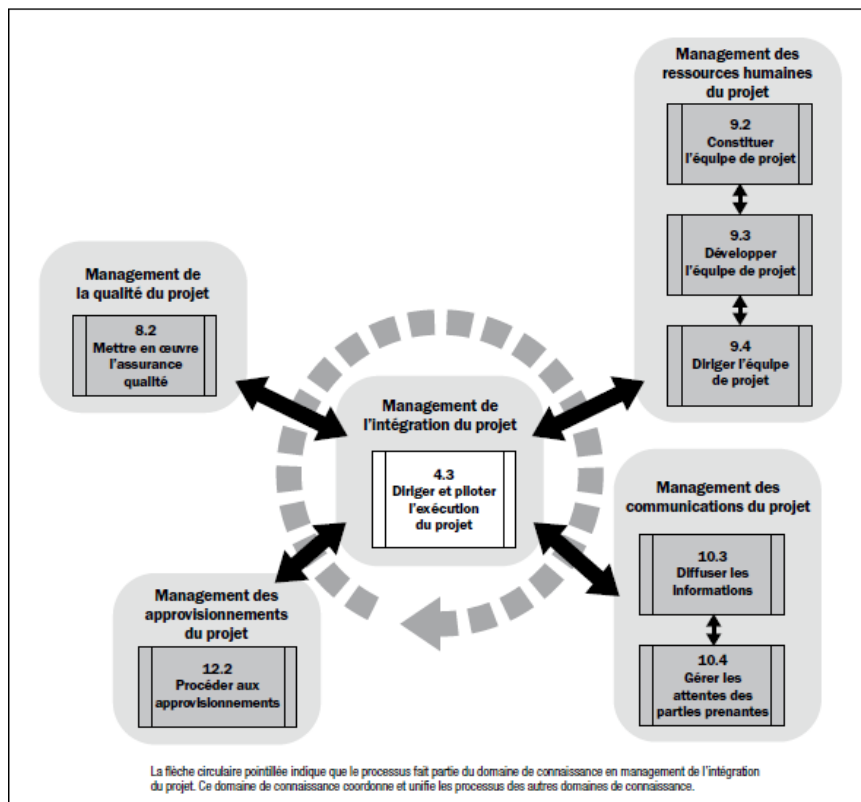 Management des
ressources humaines
du projet
9.2
Constituer
l'équipe de projet
9.3
Développer
l'équipe de projet
9.4
Diriger l'équipe
de projet
Management de
la qualité du projet
8.2
Mettre en œuvre
l'assurance
qualité
Management de
l'intégration du projet
4.3
Diriger et piloter
l'exécution
du projet
Management des
communications du projet
10.3
Diffuser les
informations
10.4
Gérer les
attentes des
parties prenantes
Management des
approvisionnements
du projet
12.2
Procéder aux
approvisionnements
La flèche circulaire pointillée indique que le processus fait partie du domaine de connaissance en management de l'intégration
du projet. Ce domaine de connaissance coordonne et unifie les processus des autres domaines de connaissance.